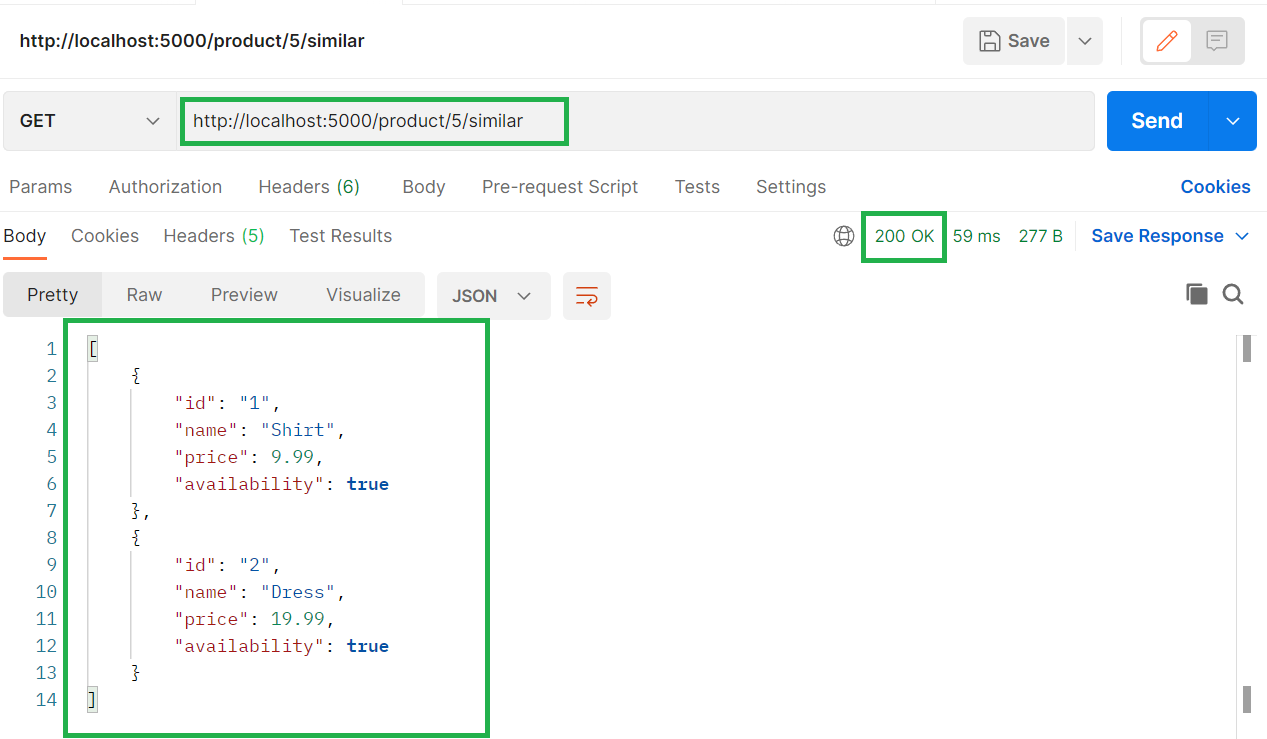 http://localhost:5000/product/5/similar
Save
GET
http://localhost:5000/product/5/similar
Send
Params Authorization Headers (6) Body Pre-request Script Tests Settings Cookies
Body Cookies Headers (5) Test Results 200 OK 59 ms 277 B Save Response
Pretty Raw Preview Visualize JSON
1 [
2 {
3 "id": "1",
4 "name": "Shirt",
5 "price": 9.99,
6 "availability": true
7 },
8 {
9 "id": "2",
10 "name": "Dress",
11 "price": 19.99,
12 "availability": true
13 }
14 ]